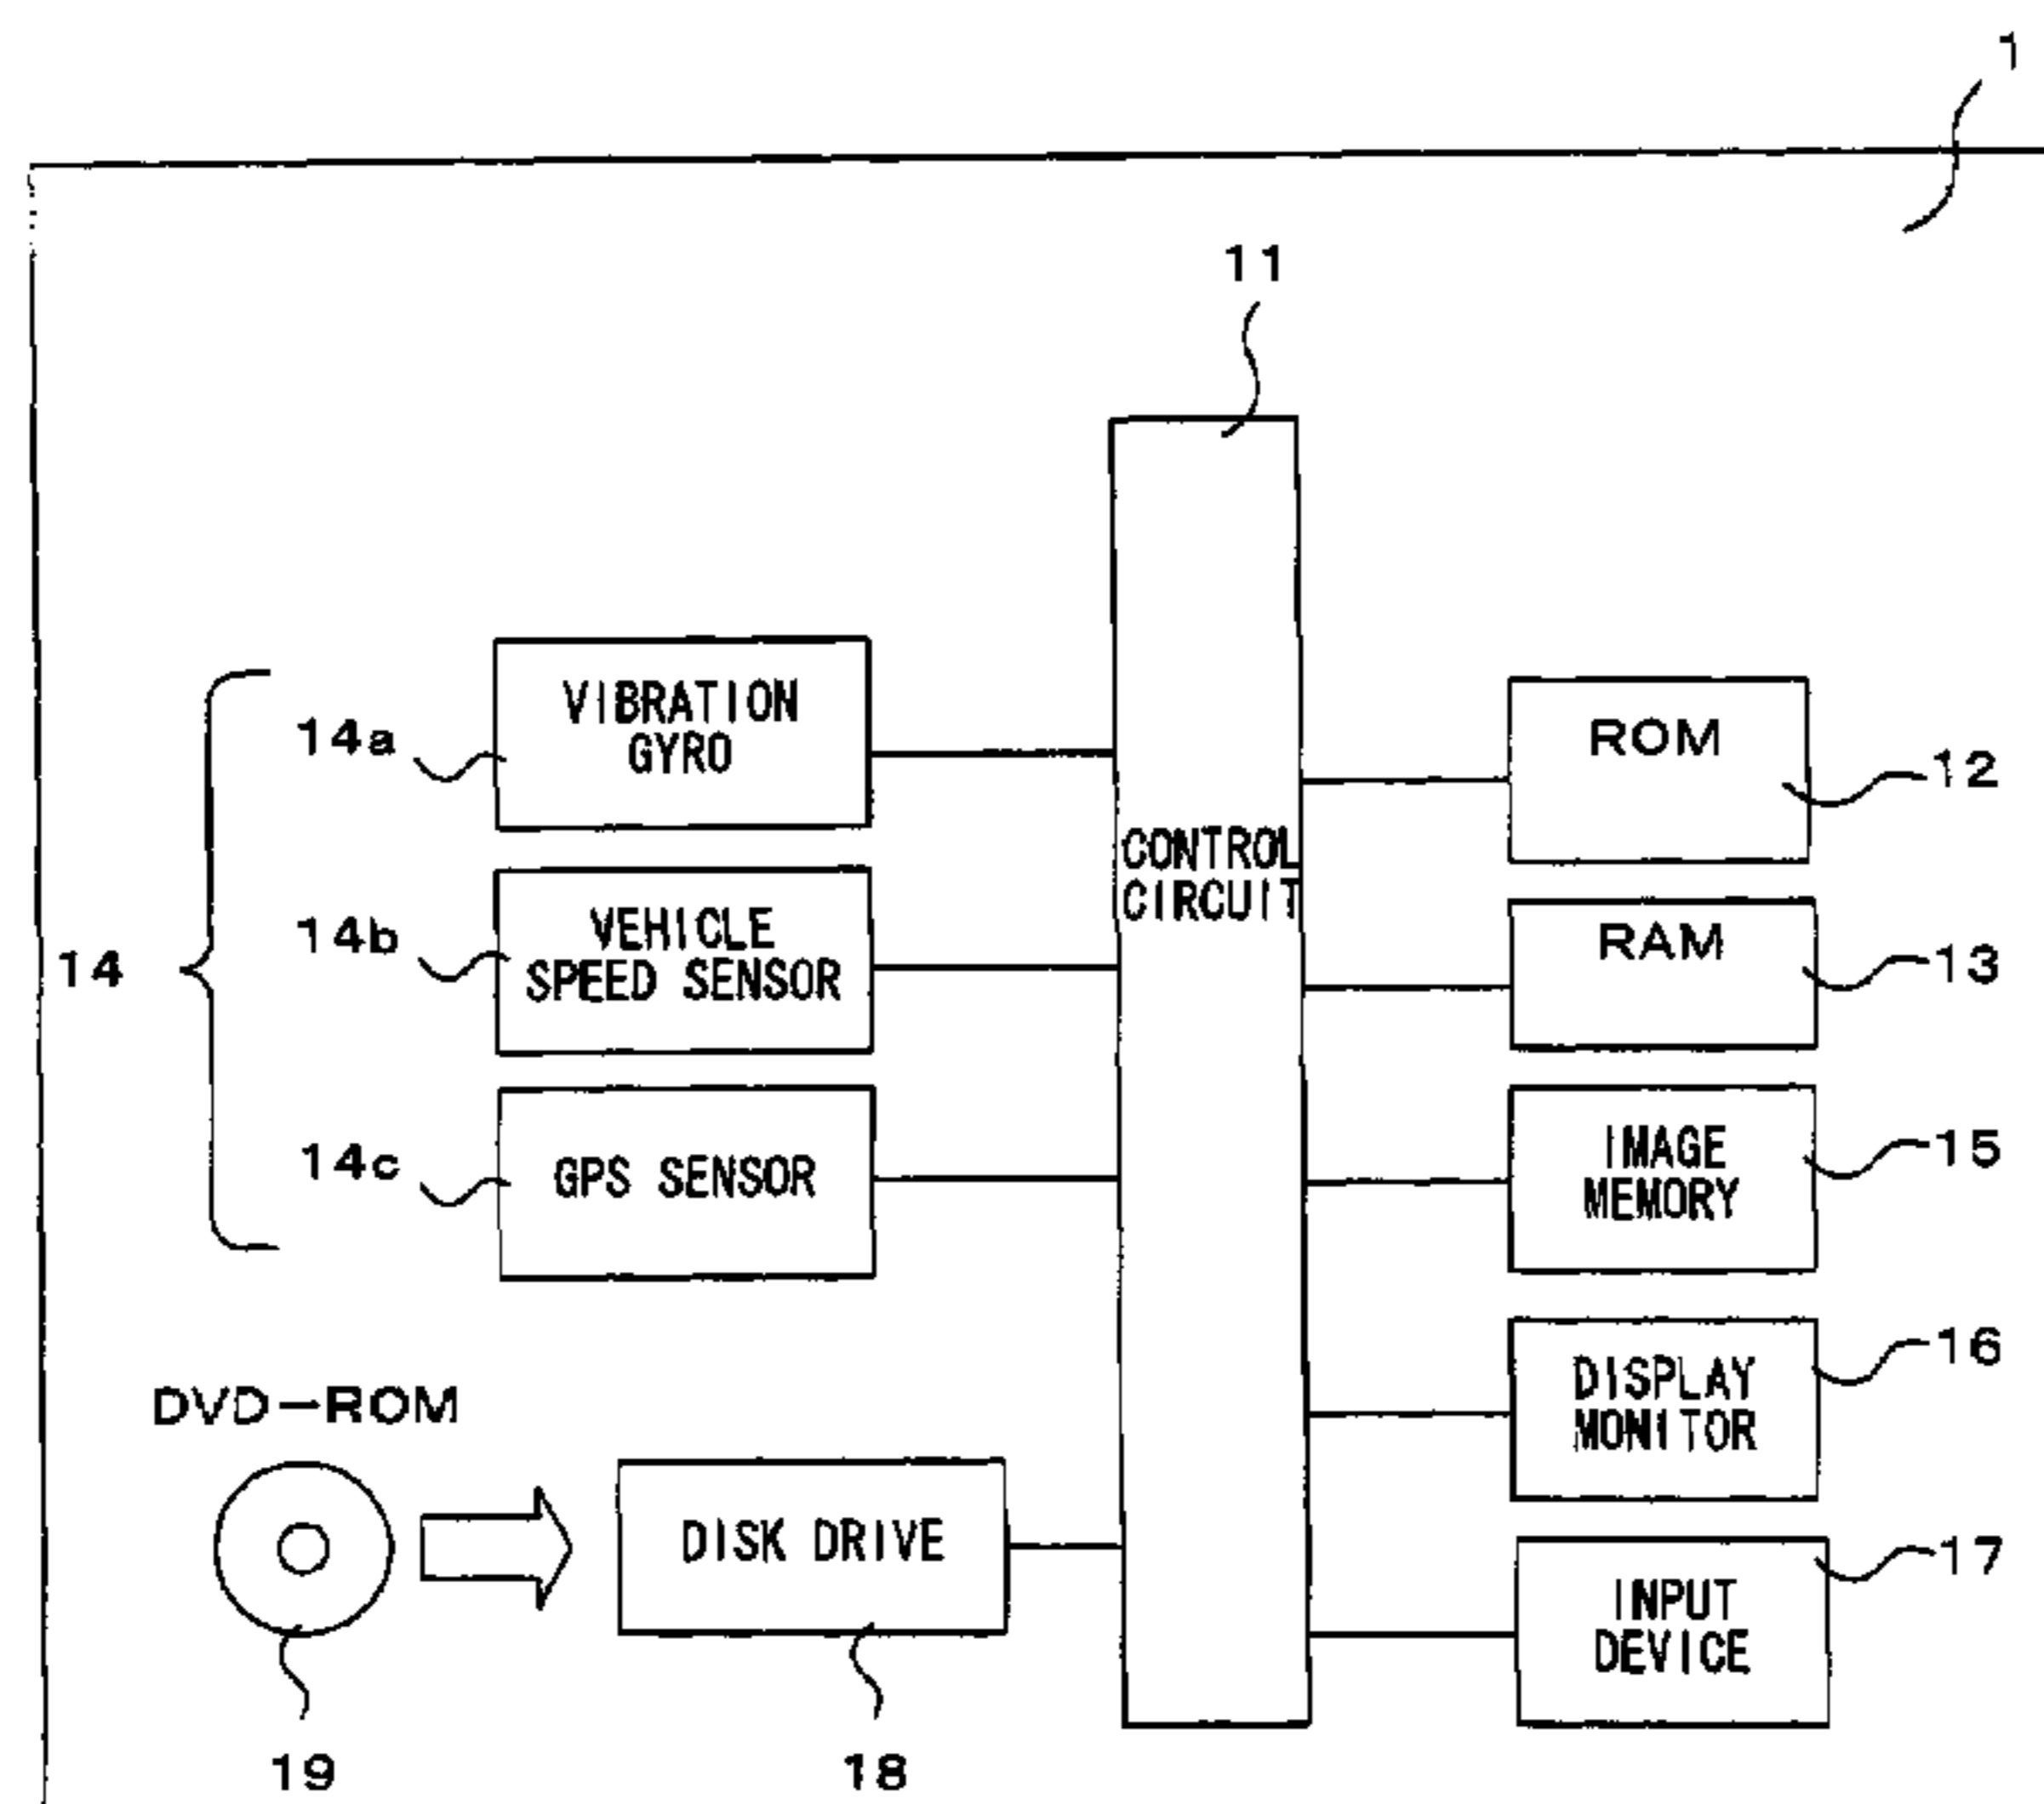 1
11
VIBRATION
GYRO
14a
ROM
12
CONTROL
CIRCUIT
VEHICLE
SPEED SENSOR
14b
14
RAM
13
GPS SENSOR
14c
IMAGE
MEMORY
15
DISPLAY
MONITOR
16
DVD-ROM
DISK DRIVE
INPUT
DEVICE
17
19
18